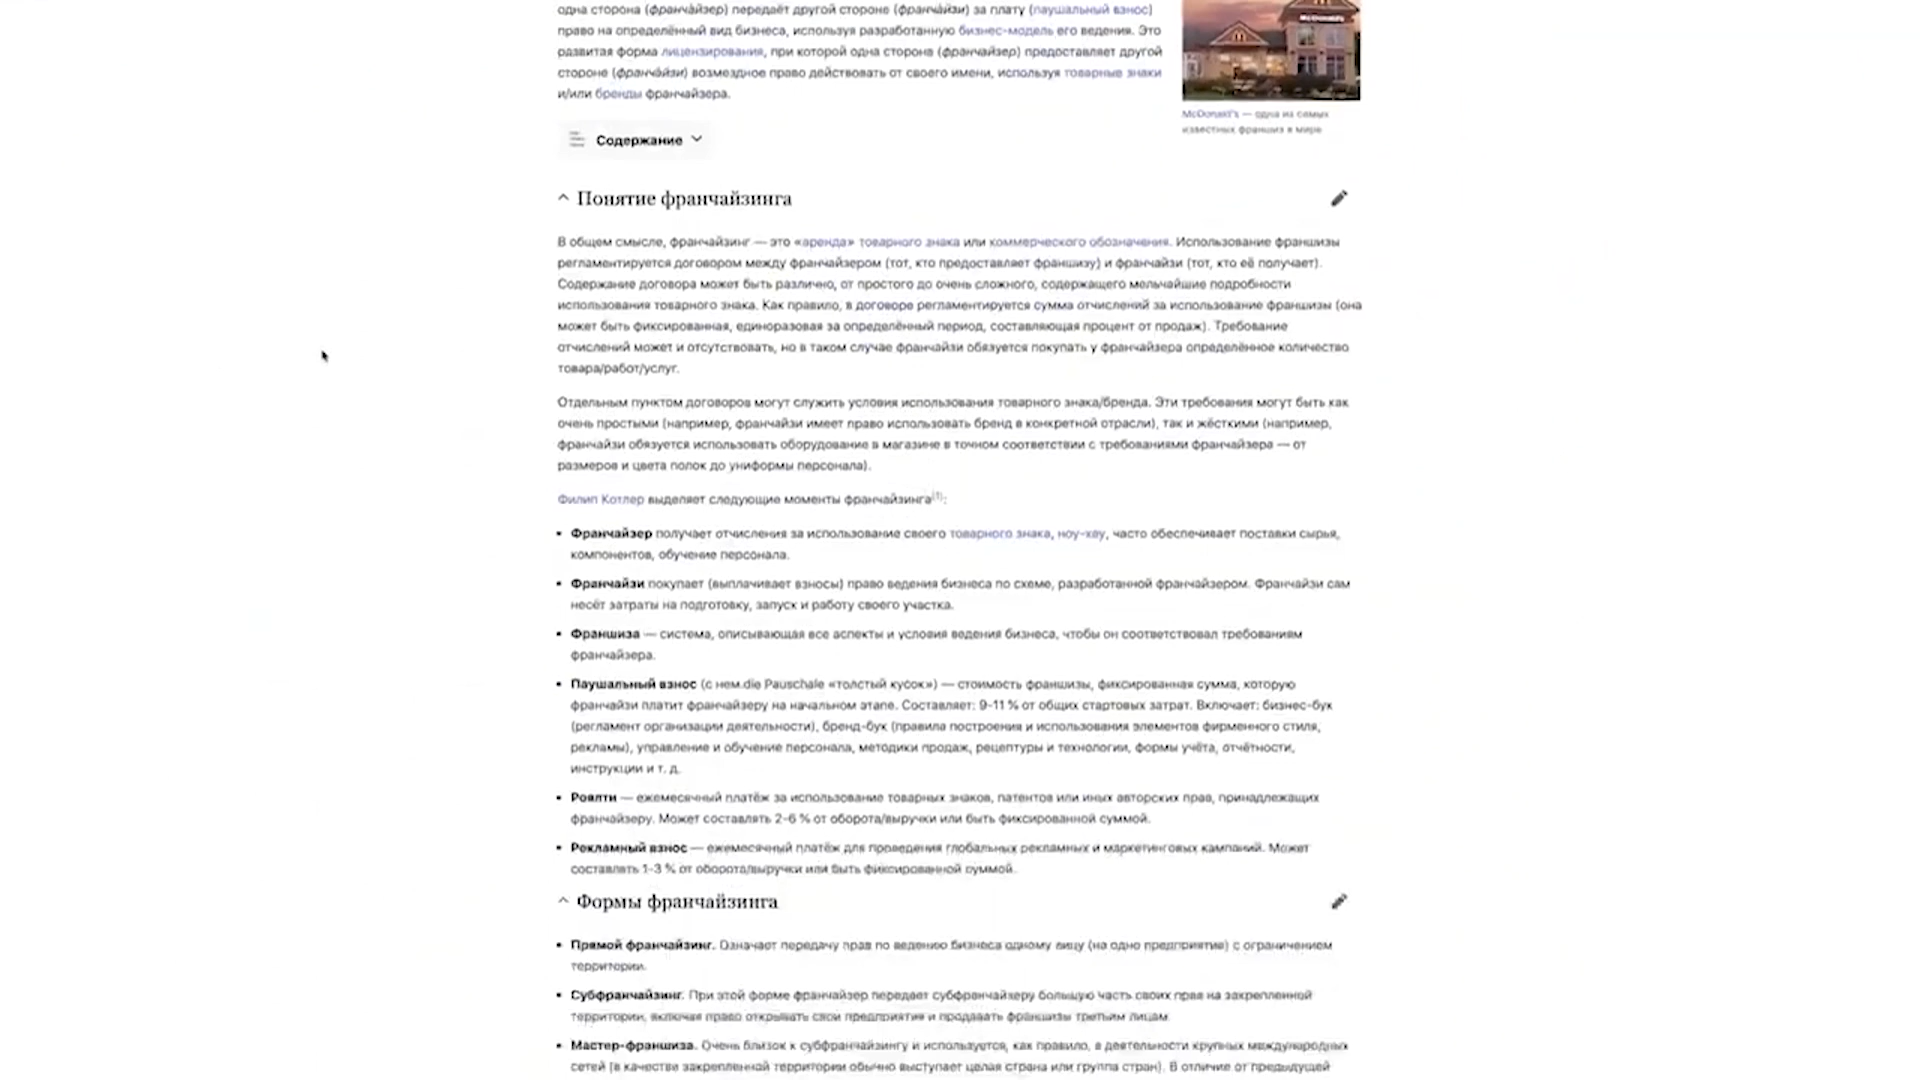 одна сторона (франча́йзер) передаёт другой стороне (франча́йзи) за плату (паушальный взнос)
право на определённый вид бизнеса, используя разработанную бизнес-модель его ведения. Это
развитая форма лицензирования, при которой одна сторона (франчайзер) предоставляет другой
стороне (франча́йзи) возмездное право действовать от своего имени, используя товарные знаки
и/или бренды франчайзера.
McDonald's
McDonald's — одна из самых
известных франшиз в мире
Содержание
Понятие франчайзинга
В общем смысле, франчайзинг — это «аренда» товарного знака или коммерческого обозначения. Использование франшизы
регламентируется договором между франчайзером (тот, кто предоставляет франшизу) и франчайзи (тот, кто её получает).
Содержание договора может быть различно, от простого до очень сложного, содержащего мельчайшие подробности
использования товарного знака. Как правило, в договоре регламентируется сумма отчислений за использование франшизы (она
может быть фиксированная, единоразовая за определённый период, составляющая процент от продаж). Требование
отчислений может и отсутствовать, но в таком случае франчайзи обязуется покупать у франчайзера определённое количество
товара/работ/услуг.
Отдельным пунктом договоров могут служить условия использования товарного знака/бренда. Эти требования могут быть как
очень простыми (например, франчайзи имеет право использовать бренд в конкретной отрасли), так и жёсткими (например,
франчайзи обязуется использовать оборудование в магазине в точном соответствии с требованиями франчайзера — от
размеров и цвета полок до униформы персонала).
Филип Котлер выделяет следующие моменты франчайзинга[1]:
▪ Франчайзер получает отчисления за использование своего товарного знака, ноу-хау, часто обеспечивает поставки сырья,
компонентов, обучение персонала.
▪ Франчайзи покупает (выплачивает взносы) право ведения бизнеса по схеме, разработанной франчайзером. Франчайзи сам
несёт затраты на подготовку, запуск и работу своего участка.
▪ Франшиза — система, описывающая все аспекты и условия ведения бизнеса, чтобы он соответствовал требованиям
франчайзера.
▪ Паушальный взнос (с нем.die Pauschale «толстый кусок») — стоимость франшизы, фиксированная сумма, которую
франчайзи платит франчайзеру на начальном этапе. Составляет: 9-11 % от общих стартовых затрат. Включает: бизнес-бук
(регламент организации деятельности), бренд-бук (правила построения и использования элементов фирменного стиля,
рекламы), управление и обучение персонала, методики продаж, рецептуры и технологии, формы учёта, отчётности,
инструкции и т. д.
▪ Роялти — ежемесячный платёж за использование товарных знаков, патентов или иных авторских прав, принадлежащих
франчайзеру. Может составлять 2-6 % от оборота/выручки или быть фиксированной суммой.
▪ Рекламный взнос — ежемесячный платёж для проведения глобальных рекламных и маркетинговых кампаний. Может
составлять 1-3 % от оборота/выручки или быть фиксированной суммой.
Формы франчайзинга
▪ Прямой франчайзинг. Означает передачу прав по ведению бизнеса одному лицу (на одно предприятие) с ограничением
территории.
▪ Субфранчайзинг. При этой форме франчайзер передает субфранчайзеру большую часть своих прав на закрепленной
территории, включая право открывать свои предприятия и продавать франшизы третьим лицам.
▪ Мастер-франшиза. Очень близок к субфранчайзингу и используется, как правило, в деятельности крупных международных
сетей (в качестве закрепленной территории обычно выступает целая страна или группа стран). В отличие от предыдущей